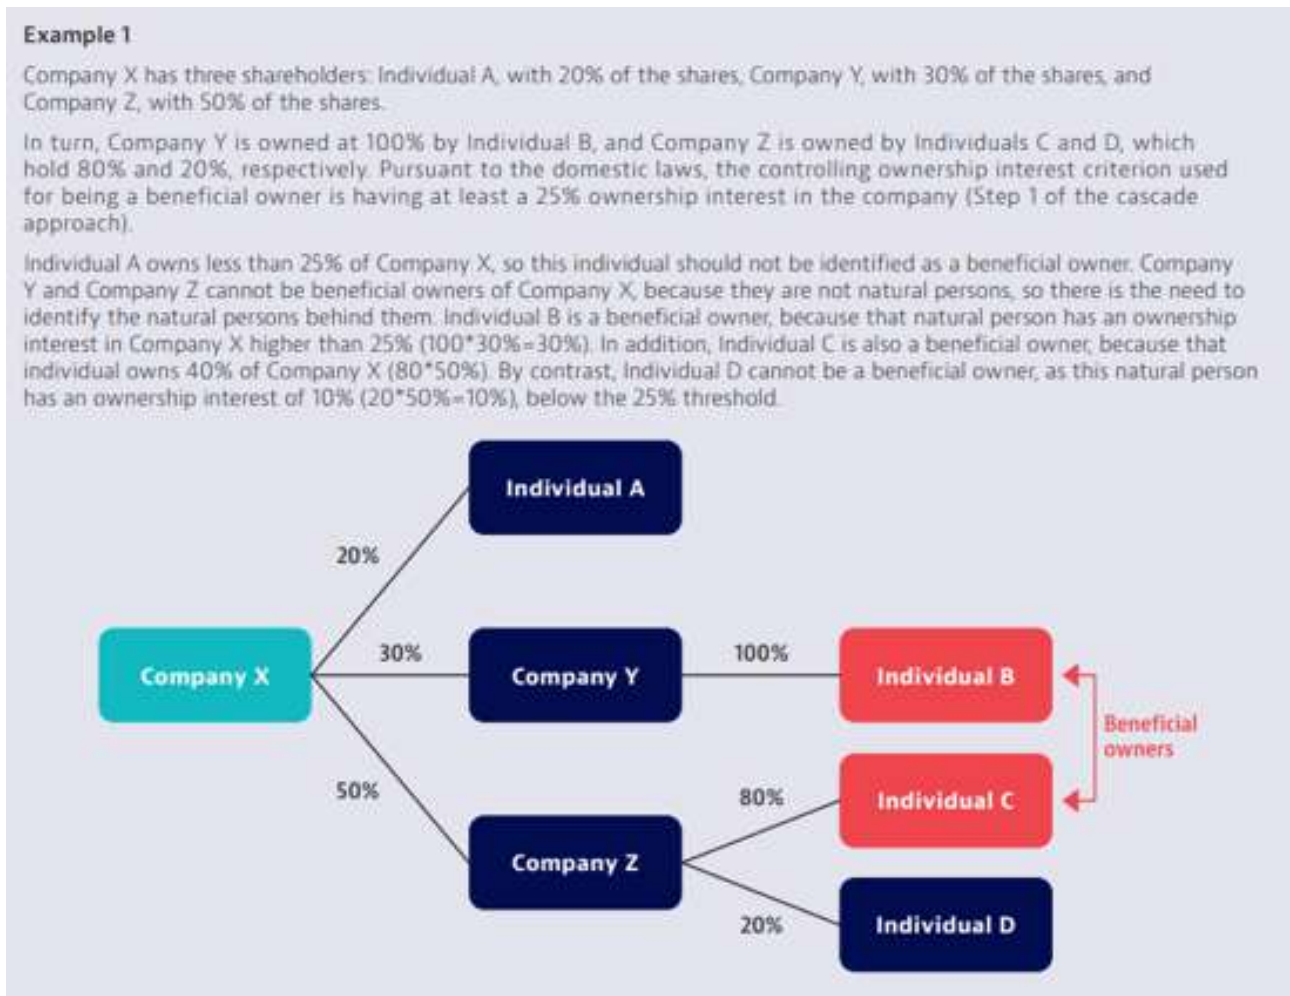 Example 1
Company X has three shareholders: Individual A, with 20% of the shares, Company Y, with 30% of the shares, and
Company Z, with 50% of the shares.
In turn, Company Y is owned at 100% by Individual B, and Company Z is owned by Individuals C and D, which
hold 80% and 20%, respectively. Pursuant to the domestic laws, the controlling ownership interest criterion used
for being a beneficial owner is having at least a 25% ownership interest in the company (Step 1 of the cascade
approach).
Individual A owns less than 25% of Company X, so this individual should not be identified as a beneficial owner. Company
Y and Company Z cannot be beneficial owners of Company X, because they are not natural persons, so there is the need to
identify the natural persons behind them. Individual B is a beneficial owner, because that natural person has an ownership
interest in Company X higher than 25% (100*30%=30%). In addition, Individual C is also a beneficial owner, because that
individual owns 40% of Company X (80*50%). By contrast, Individual D cannot be a beneficial owner, as this natural person
has an ownership interest of 10% (20*50%=10%), below the 25% threshold.
Individual A
20%
30%
100%
Company X
Company Y
Individual B
Beneficial
owners
50%
80%
Individual C
Company Z
20%
Individual D